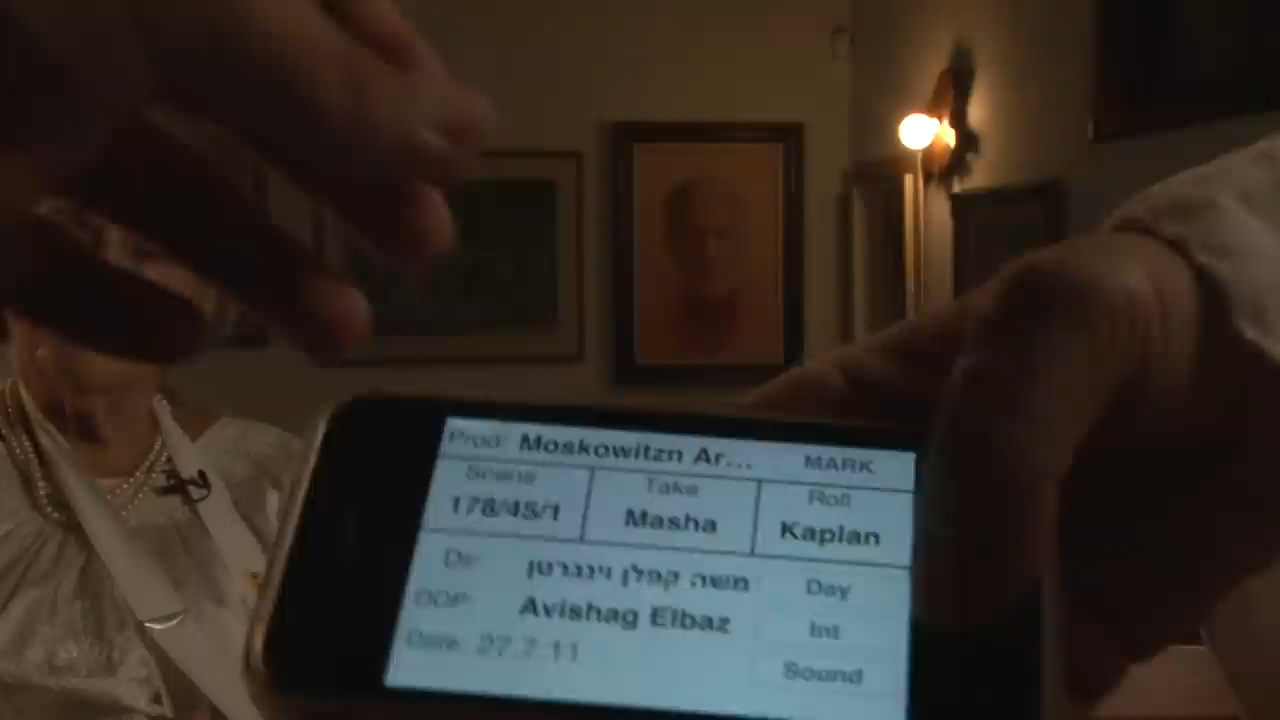 Prod: Moskowitzn Ar... MARK
Scene Take Roll
178/45/1 Masha Kaplan
Dir: משה קפלן וינגרטן Day
DOP: Avishag Elbaz Int
Date: 27.7.11 Sound